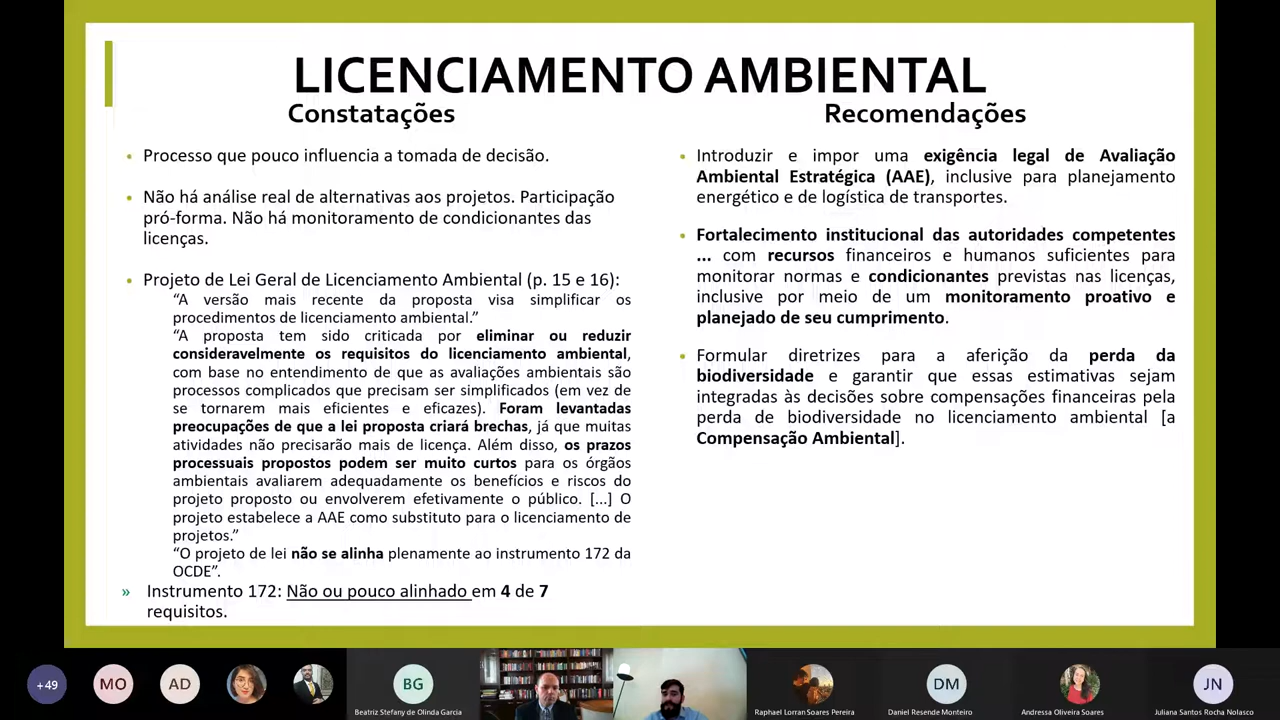 LICENCIAMENTO AMBIENTAL
Constatações
• Processo que pouco influencia a tomada de decisão.
• Não há análise real de alternativas aos projetos. Participação
pró-forma. Não há monitoramento de condicionantes das
licenças.
• Projeto de Lei Geral de Licenciamento Ambiental (p. 15 e 16):
“A versão mais recente da proposta visa simplificar os
procedimentos de licenciamento ambiental.”
“A proposta tem sido criticada por eliminar ou reduzir
consideravelmente os requisitos do licenciamento ambiental,
com base no entendimento de que as avaliações ambientais são
processos complicados que precisam ser simplificados (em vez de
se tornarem mais eficientes e eficazes). Foram levantadas
preocupações de que a lei proposta criará brechas, já que muitas
atividades não precisarão mais de licença. Além disso, os prazos
processuais propostos podem ser muito curtos para os órgãos
ambientais avaliarem adequadamente os benefícios e riscos do
projeto proposto ou envolverem efetivamente o público. [...] O
projeto estabelece a AAE como substituto para o licenciamento de
projetos.”
“O projeto de lei não se alinha plenamente ao instrumento 172 da
OCDE”.
» Instrumento 172: Não ou pouco alinhado em 4 de 7
requisitos.
Recomendações
• Introduzir e impor uma exigência legal de Avaliação
Ambiental Estratégica (AAE), inclusive para planejamento
energético e de logística de transportes.
• Fortalecimento institucional das autoridades competentes
... com recursos financeiros e humanos suficientes para
monitorar normas e condicionantes previstas nas licenças,
inclusive por meio de um monitoramento proativo e
planejado de seu cumprimento.
• Formular diretrizes para a aferição da perda da
biodiversidade e garantir que essas estimativas sejam
integradas às decisões sobre compensações financeiras pela
perda de biodiversidade no licenciamento ambiental [a
Compensação Ambiental].
+49
MO
AD
BG
Beatriz Stefany de Olinda Garcia
Raphael Lorran Soares Pereira
DM
Daniel Resende Monteiro
Andressa Oliveira Soares
JN
Juliana Santos Rocha Nolasco